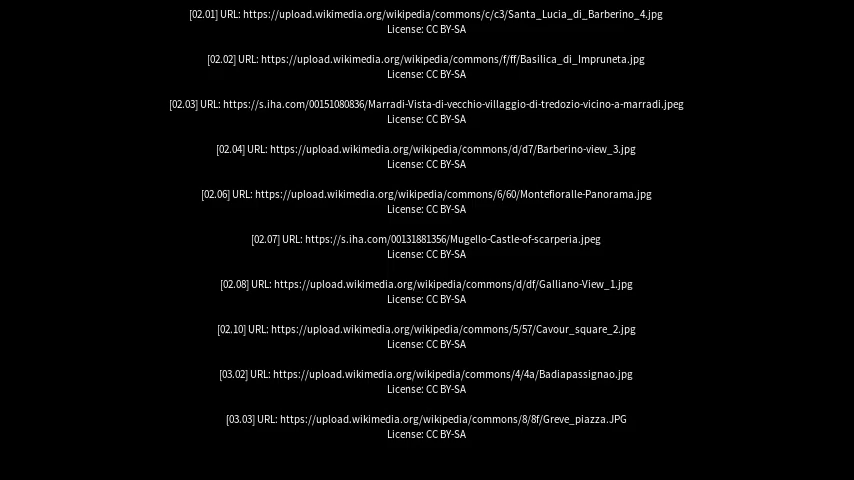 [02.01] URL: https://upload.wikimedia.org/wikipedia/commons/c/c3/Santa_Lucia_di_Barberino_4.jpg
License: CC BY-SA
[02.02] URL: https://upload.wikimedia.org/wikipedia/commons/f/ff/Basilica_di_Impruneta.jpg
License: CC BY-SA
[02.03] URL: https://s.iha.com/00151080836/Marradi-Vista-di-vecchio-villaggio-di-tredozio-vicino-a-marradi.jpeg
License: CC BY-SA
[02.04] URL: https://upload.wikimedia.org/wikipedia/commons/d/d7/Barberino-view_3.jpg
License: CC BY-SA
[02.06] URL: https://upload.wikimedia.org/wikipedia/commons/6/60/Montefioralle-Panorama.jpg
License: CC BY-SA
[02.07] URL: https://s.iha.com/00131881356/Mugello-Castle-of-scarperia.jpeg
License: CC BY-SA
[02.08] URL: https://upload.wikimedia.org/wikipedia/commons/d/df/Galliano-View_1.jpg
License: CC BY-SA
[02.10] URL: https://upload.wikimedia.org/wikipedia/commons/5/57/Cavour_square_2.jpg
License: CC BY-SA
[03.02] URL: https://upload.wikimedia.org/wikipedia/commons/4/4a/Badiapassignao.jpg
License: CC BY-SA
[03.03] URL: https://upload.wikimedia.org/wikipedia/commons/8/8f/Greve_piazza.JPG
License: CC BY-SA